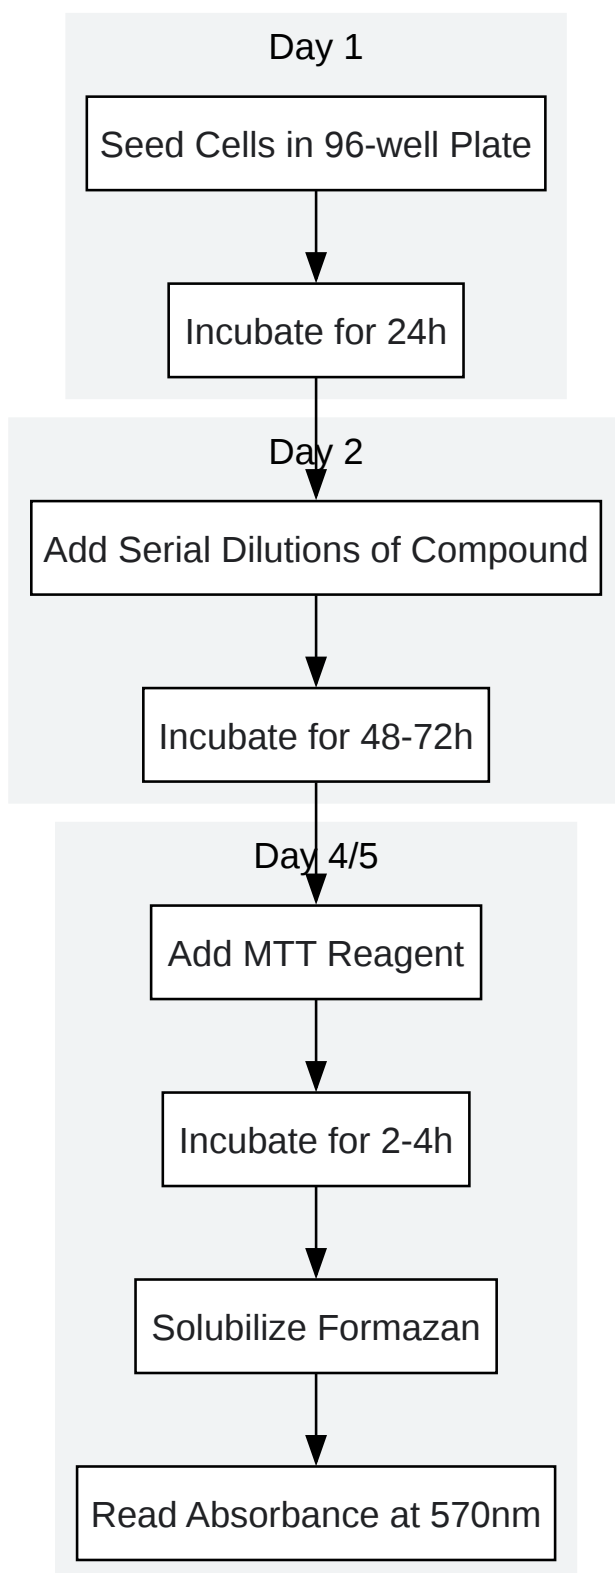 Day 1
Seed Cells in 96-well Plate
Incubate for 24h
Day 2
Add Serial Dilutions of Compound
Incubate for 48-72h
Day 4/5
Add MTT Reagent
Incubate for 2-4h
Solubilize Formazan
Read Absorbance at 570nm